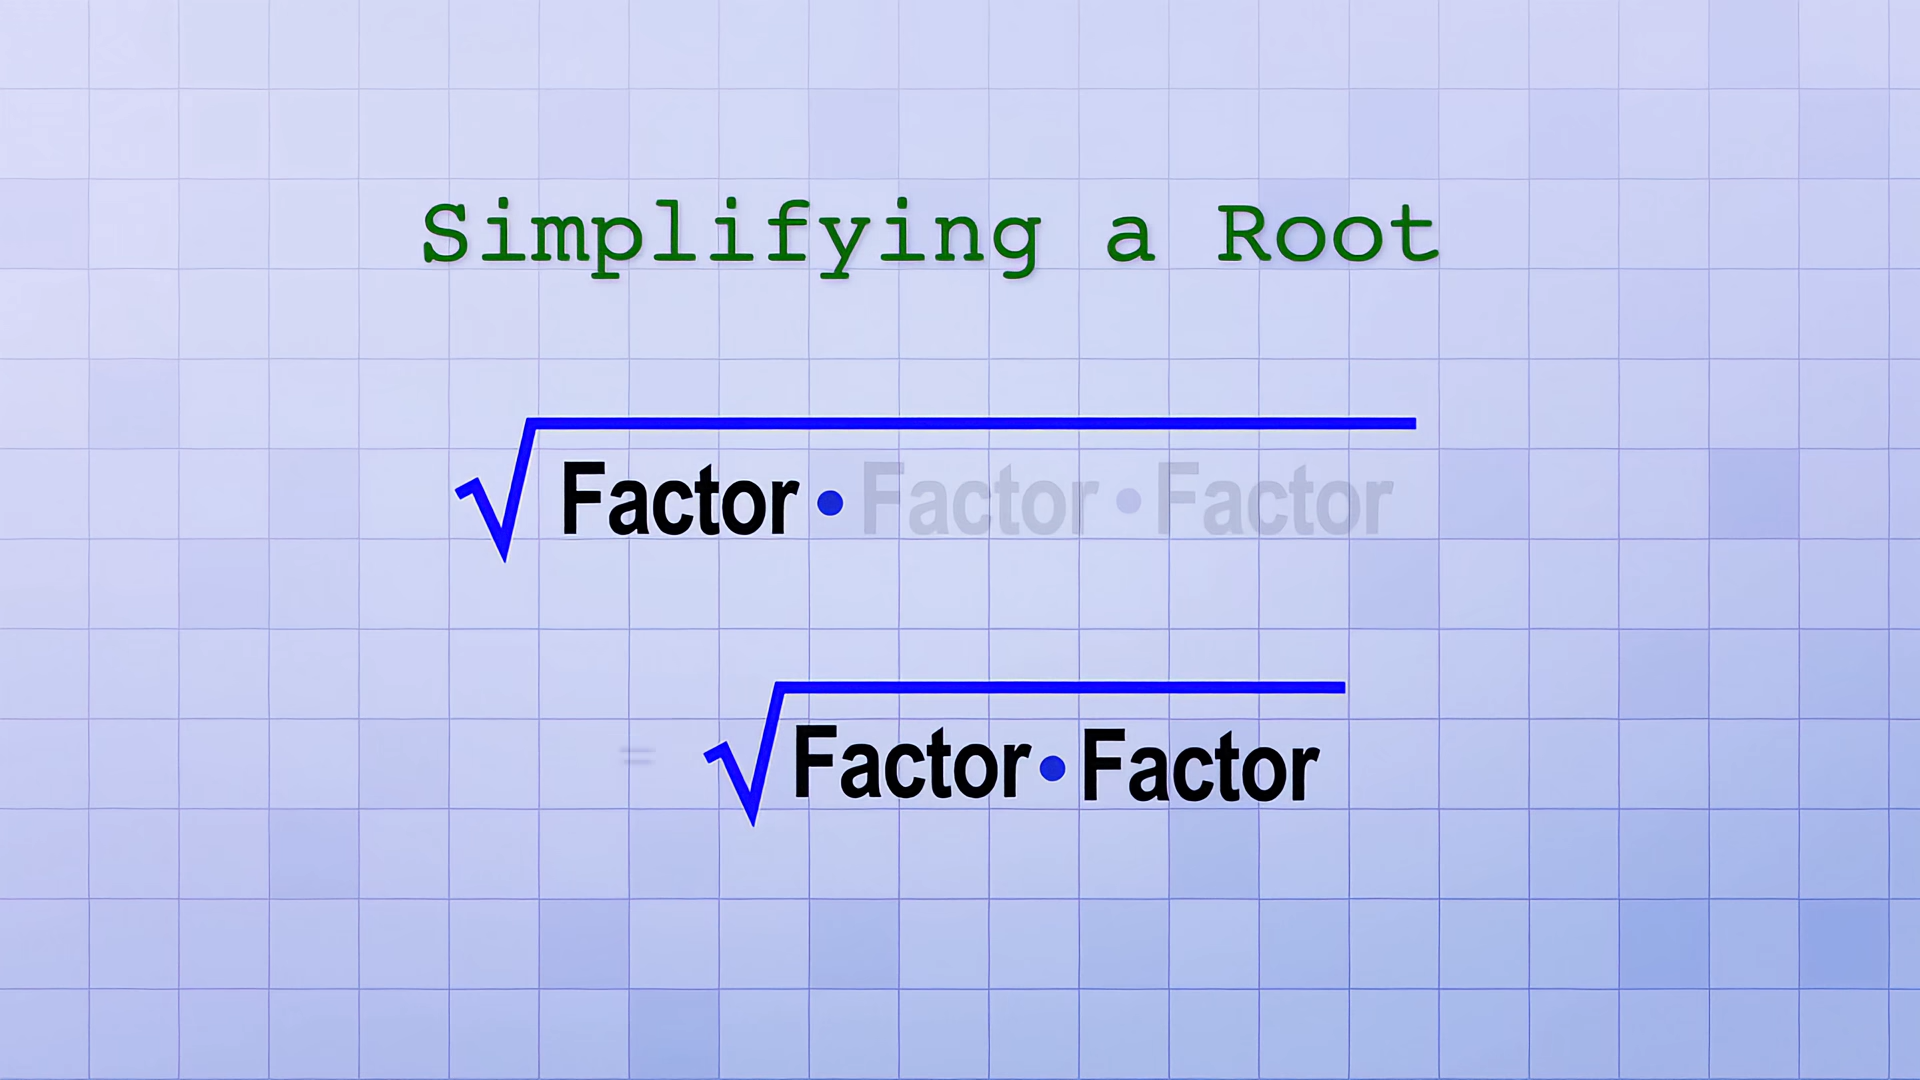 Simplifying a Root
√Factor • Factor • Factor
= √Factor • Factor